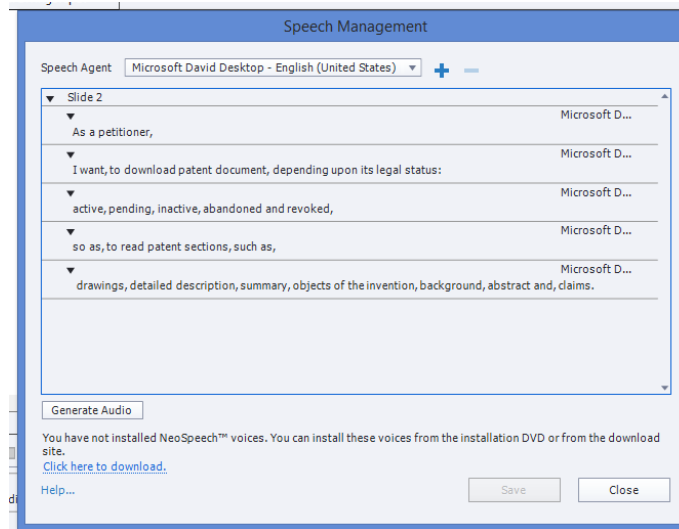 Speech Management
Speech Agent Microsoft David Desktop - English (United States)
Slide 2
Microsoft D...
As a petitioner,
Microsoft D...
I want, to download patent document, depending upon its legal status:
Microsoft D...
active, pending, inactive, abandoned and revoked,
Microsoft D...
so as, to read patent sections, such as,
Microsoft D...
drawings, detailed description, summary, objects of the invention, background, abstract and, claims.
Generate Audio
You have not installed NeoSpeech™ voices. You can install these voices from the installation DVD or from the download
site.
Click here to download.
Help...
Save
Close